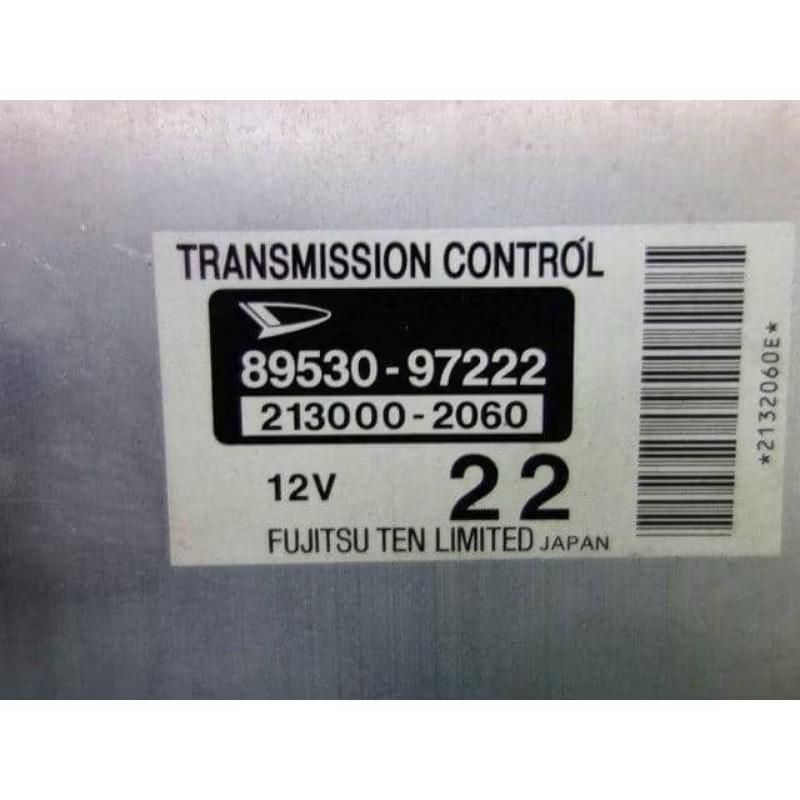 TRANSMISSION CONTROL
89530-97222
213000-2060
12V
22
FUJITSU TEN LIMITED JAPAN
*2132060E*